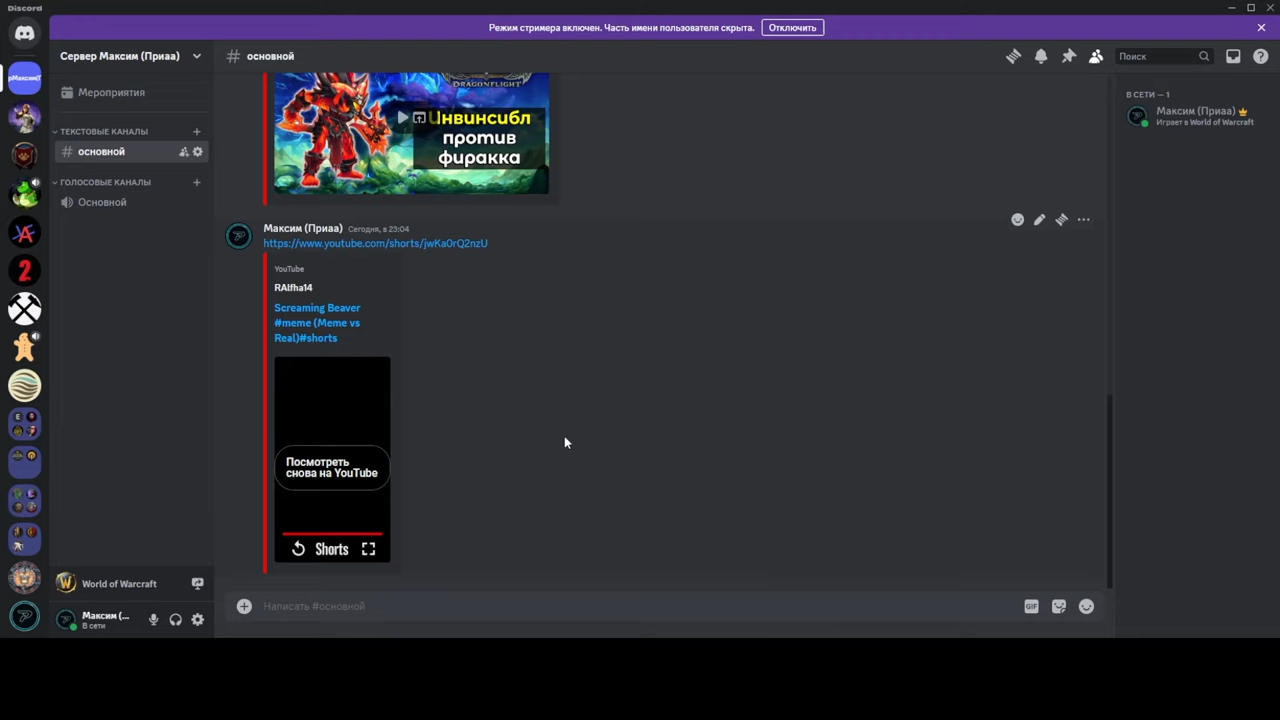 Discord
Режим стримера включен. Часть имени пользователя скрыта.
Отключить
Сервер Максим (Приаа)
# основной
Поиск
Мероприятия
ТЕКСТОВЫЕ КАНАЛЫ
# основной
ГОЛОСОВЫЕ КАНАЛЫ
Основной
DRAGONFLIGHT
Инвинсибл
против
фиракка
Максим (Приаа) Сегодня, в 23:04
https://www.youtube.com/shorts/jwKa0rQ2nzU
YouTube
RAlfha14
Screaming Beaver
#meme (Meme vs
Real)#shorts
Посмотреть
снова на YouTube
Shorts
В СЕТИ — 1
Максим (Приаа)
Играет в World of Warcraft
World of Warcraft
Максим (...
В сети
Написать #основной
GIF